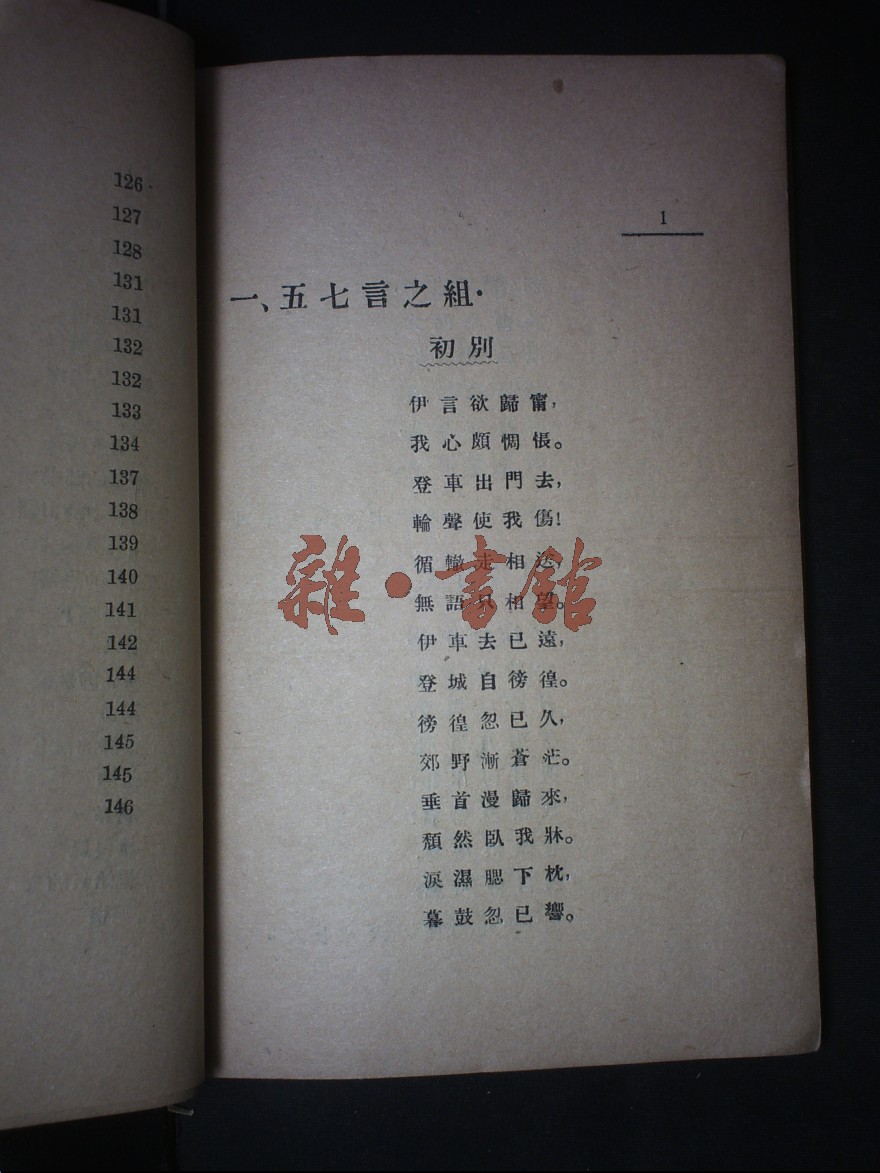 126
127
128
131
131
132
132
133
134
137
138
139
140
141
142
144
144
145
145
146
1
一、五七言之組·
初別
伊言欲歸甯，
我心頗惆悵。
登車出門去，
輪聲使我傷！
循轍走相送，
無語只相望。
伊車去已遠，
登城自徬徨。
徬徨忽已久，
郊野漸蒼茫。
垂首漫歸來，
頹然臥我牀。
淚濕腮下枕，
暮鼓忽已響。
雜·書館